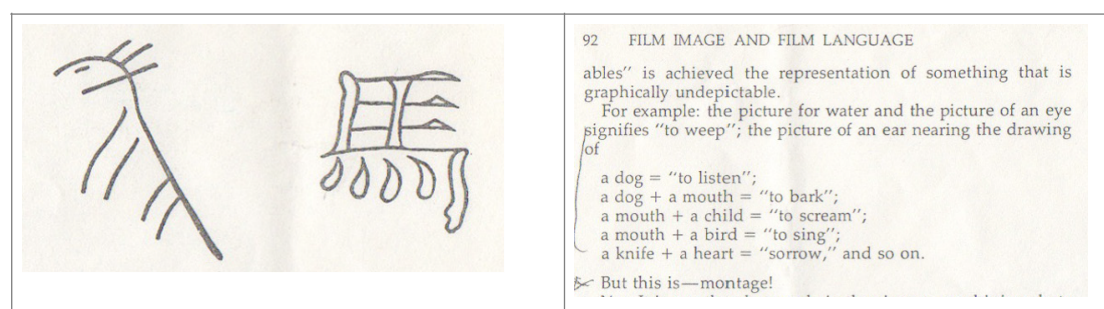 馬
92 FILM IMAGE AND FILM LANGUAGE
ables” is achieved the representation of something that is
graphically undepictable.
For example: the picture for water and the picture of an eye
signifies “to weep”; the picture of an ear nearing the drawing
of
a dog = “to listen”;
a dog + a mouth = “to bark”;
a mouth + a child = “to scream”;
a mouth + a bird = “to sing”;
a knife + a heart = “sorrow,” and so on.
But this is—montage!